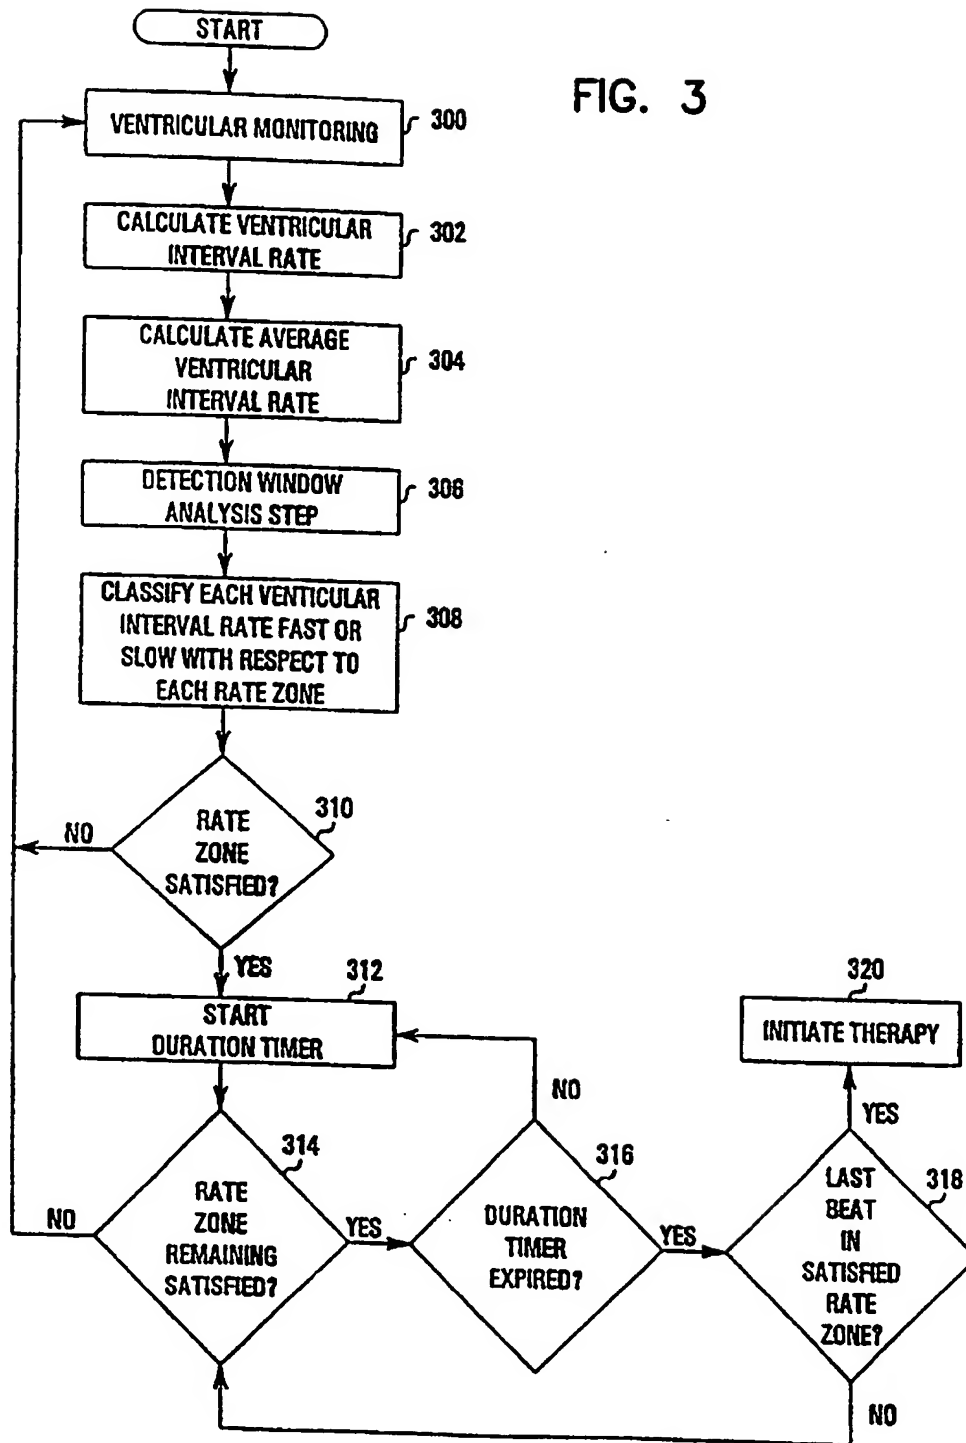 START
FIG. 3
VENTRICULAR MONITORING
300
CALCULATE VENTRICULAR
INTERVAL RATE
302
CALCULATE AVERAGE
VENTRICULAR
INTERVAL RATE
304
DETECTION WINDOW
ANALYSIS STEP
306
CLASSIFY EACH VENTICULAR
INTERVAL RATE FAST OR
SLOW WITH RESPECT TO
EACH RATE ZONE
308
RATE
ZONE
SATISFIED?
310
NO
YES
START
DURATION TIMER
312
RATE
ZONE
REMAINING
SATISFIED?
314
NO
YES
DURATION
TIMER
EXPIRED?
316
NO
YES
LAST
BEAT
IN
SATISFIED
RATE
ZONE?
318
YES
NO
INITIATE THERAPY
320